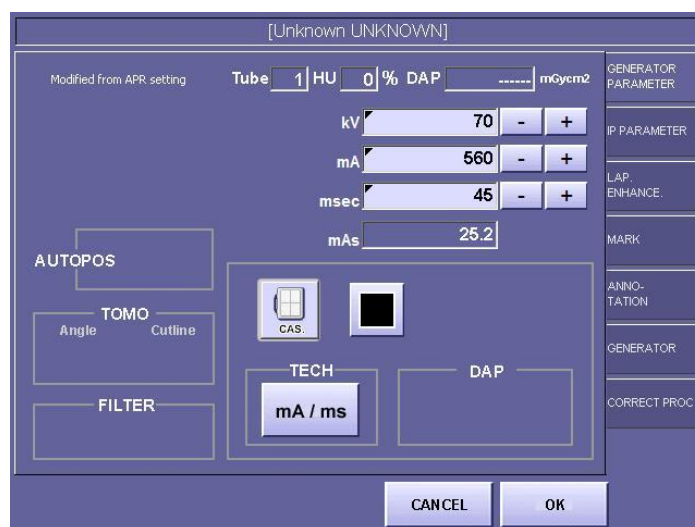 [Unknown UNKNOWN]
Modified from APR setting
Tube 1 HU 0 % DAP ------ mGycm2
kV 70 - +
mA 560 - +
msec 45 - +
mAs 25.2
AUTOPOS
TOMO
Angle Cutline
FILTER
CAS.
TECH
mA / ms
DAP
GENERATOR
PARAMETER
IP PARAMETER
LAP.
ENHANCE.
MARK
ANNO-
TATION
GENERATOR
CORRECT PROC
CANCEL OK